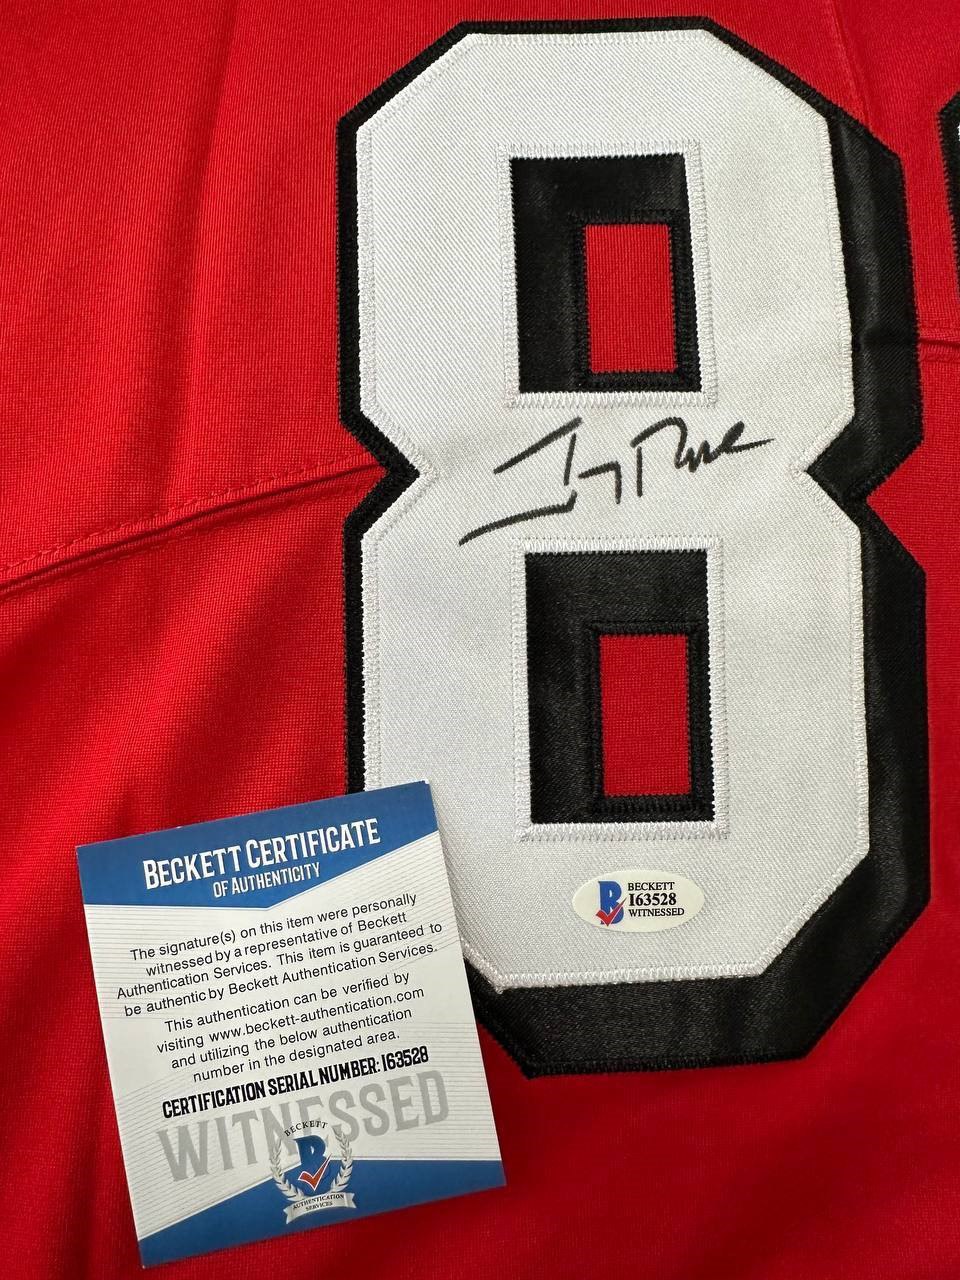 8
Jerry Rice
BECKETT
I63528
WITNESSED
BECKETT CERTIFICATE
OF AUTHENTICITY
The signature(s) on this item were personally
witnessed by a representative of Beckett
Authentication Services. This item is guaranteed to
be authentic by Beckett Authentication Services.
This authentication can be verified by
visiting www.beckett-authentication.com
and utilizing the below authentication
number in the designated area.
CERTIFICATION SERIAL NUMBER: I63528
WITNESSED
BECKETT
B
AUTHENTICATION
SERVICES